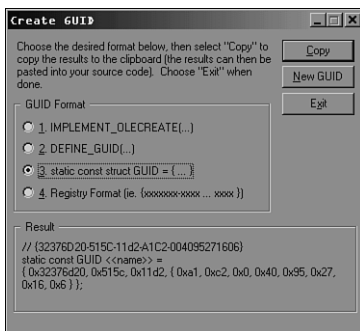 Create GUID
Choose the desired format below, then select "Copy" to
copy the results to the clipboard (the results can then be
pasted into your source code). Choose "Exit" when
done.
Copy
New GUID
Exit
GUID Format
1. IMPLEMENT_OLECREATE(...)
2. DEFINE_GUID(...)
3. static const struct GUID = { ... }
4. Registry Format (ie. {xxxxxxx-xxxx ... xxxx })
Result
// {32376D20-515C-11d2-A1C2-004095271606}
static const GUID <<name>> =
{ 0x32376d20, 0x515c, 0x11d2, { 0xa1, 0xc2, 0x0, 0x40, 0x95, 0x27,
0x16, 0x6 } };